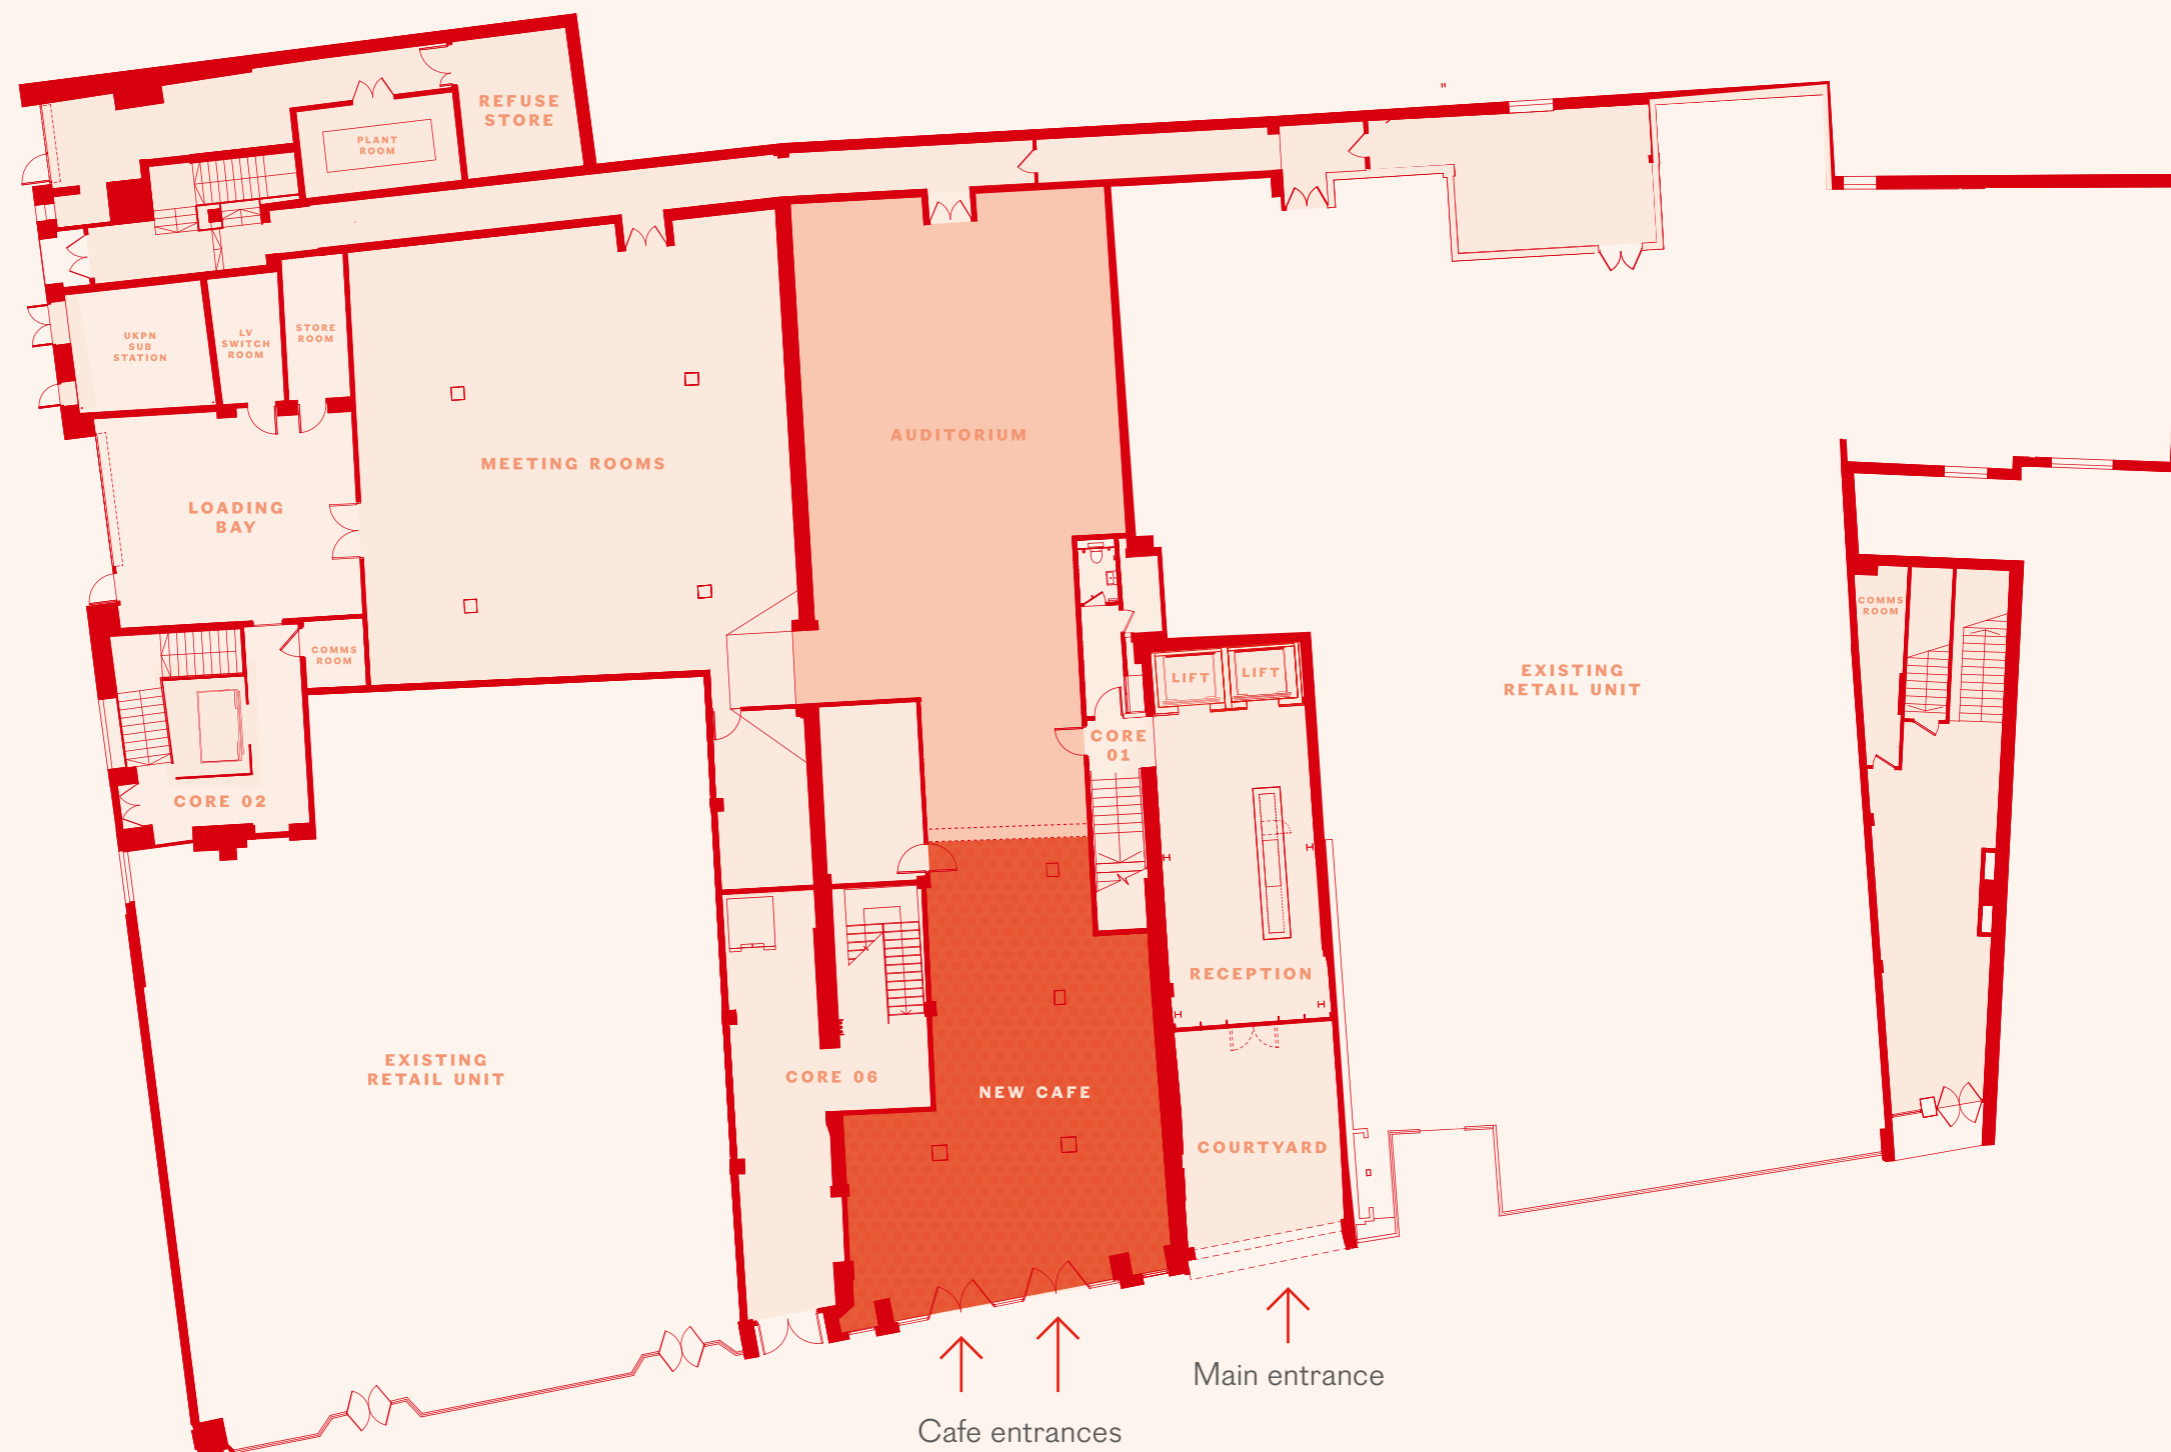 REFUSE
STORE
PLANT
ROOM
UKPN
SUB
STATION
LV
SWITCH
ROOM
STORE
ROOM
AUDITORIUM
MEETING ROOMS
LOADING
BAY
COMMS
ROOM
COMMS
ROOM
LIFT
LIFT
EXISTING
RETAIL UNIT
CORE
01
CORE 02
RECEPTION
EXISTING
RETAIL UNIT
CORE 06
NEW CAFE
COURTYARD
Main entrance
Cafe entrances